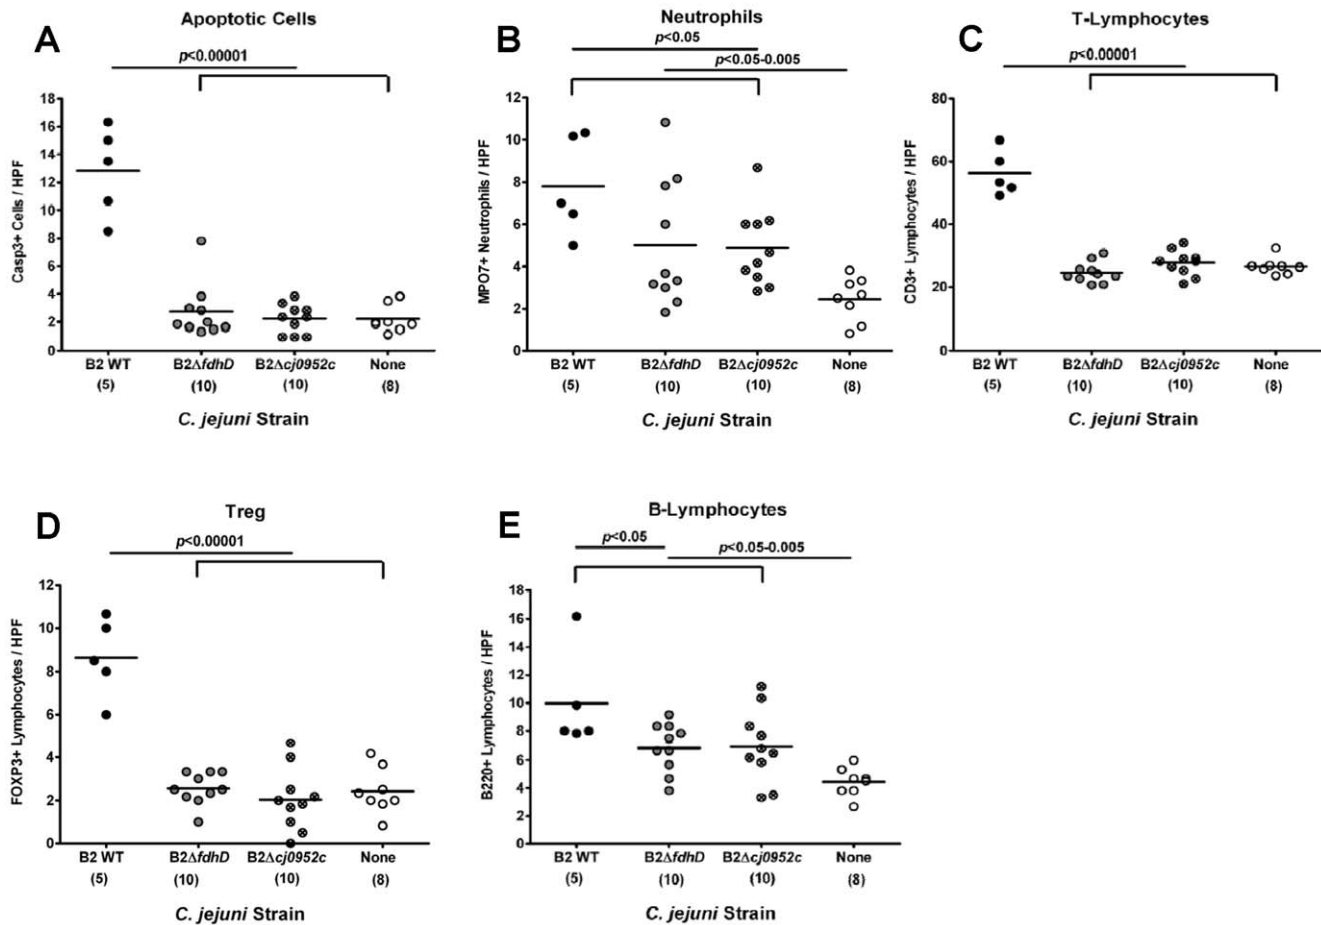 A
Apoptotic Cells
p<0.00001
18
16
14
12
10
8
6
4
2
0
Casp3+ Cells / HPF
B2 WT B2ΔfdhD B2Δcj0952c None
(5) (10) (10) (8)
C. jejuni Strain
B
Neutrophils
p<0.05
p<0.05-0.005
12
10
8
6
4
2
0
MPO7+ Neutrophils / HPF
B2 WT B2ΔfdhD B2Δcj0952c None
(5) (10) (10) (8)
C. jejuni Strain
C
T-Lymphocytes
p<0.00001
80
60
40
20
0
CD3+ Lymphocytes / HPF
B2 WT B2ΔfdhD B2Δcj0952c None
(5) (10) (10) (8)
C. jejuni Strain
D
Treg
p<0.00001
12
10
8
6
4
2
0
FOXP3+ Lymphocytes / HPF
B2 WT B2ΔfdhD B2Δcj0952c None
(5) (10) (10) (8)
C. jejuni Strain
E
B-Lymphocytes
p<0.05
p<0.05-0.005
18
16
14
12
10
8
6
4
2
0
B220+ Lymphocytes / HPF
B2 WT B2ΔfdhD B2Δcj0952c None
(5) (10) (10) (8)
C. jejuni Strain